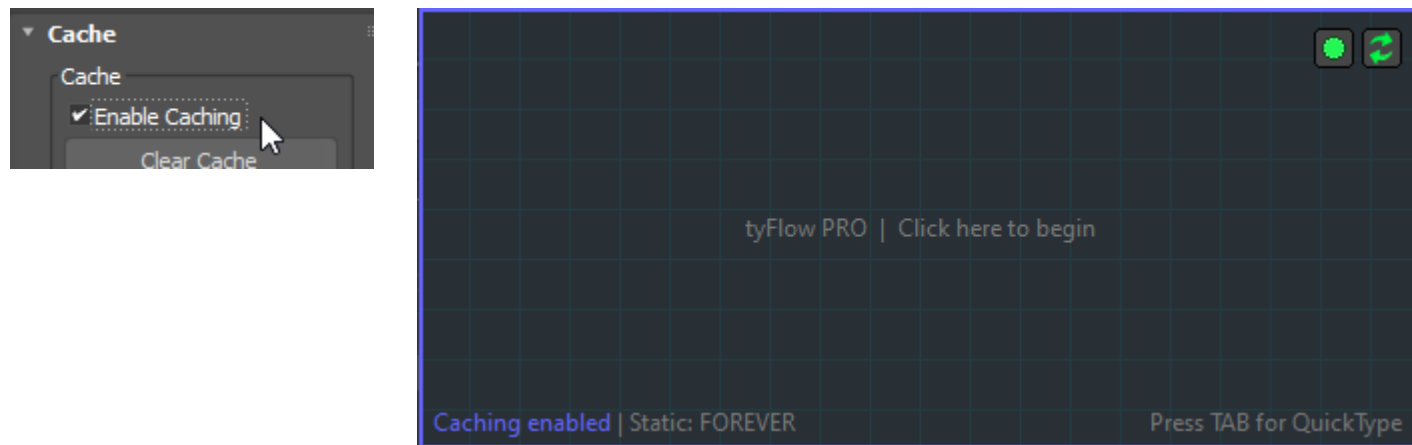 Cache
Cache
Enable Caching
Clear Cache
tyFlow PRO | Click here to begin
Caching enabled | Static: FOREVER
Press TAB for QuickType